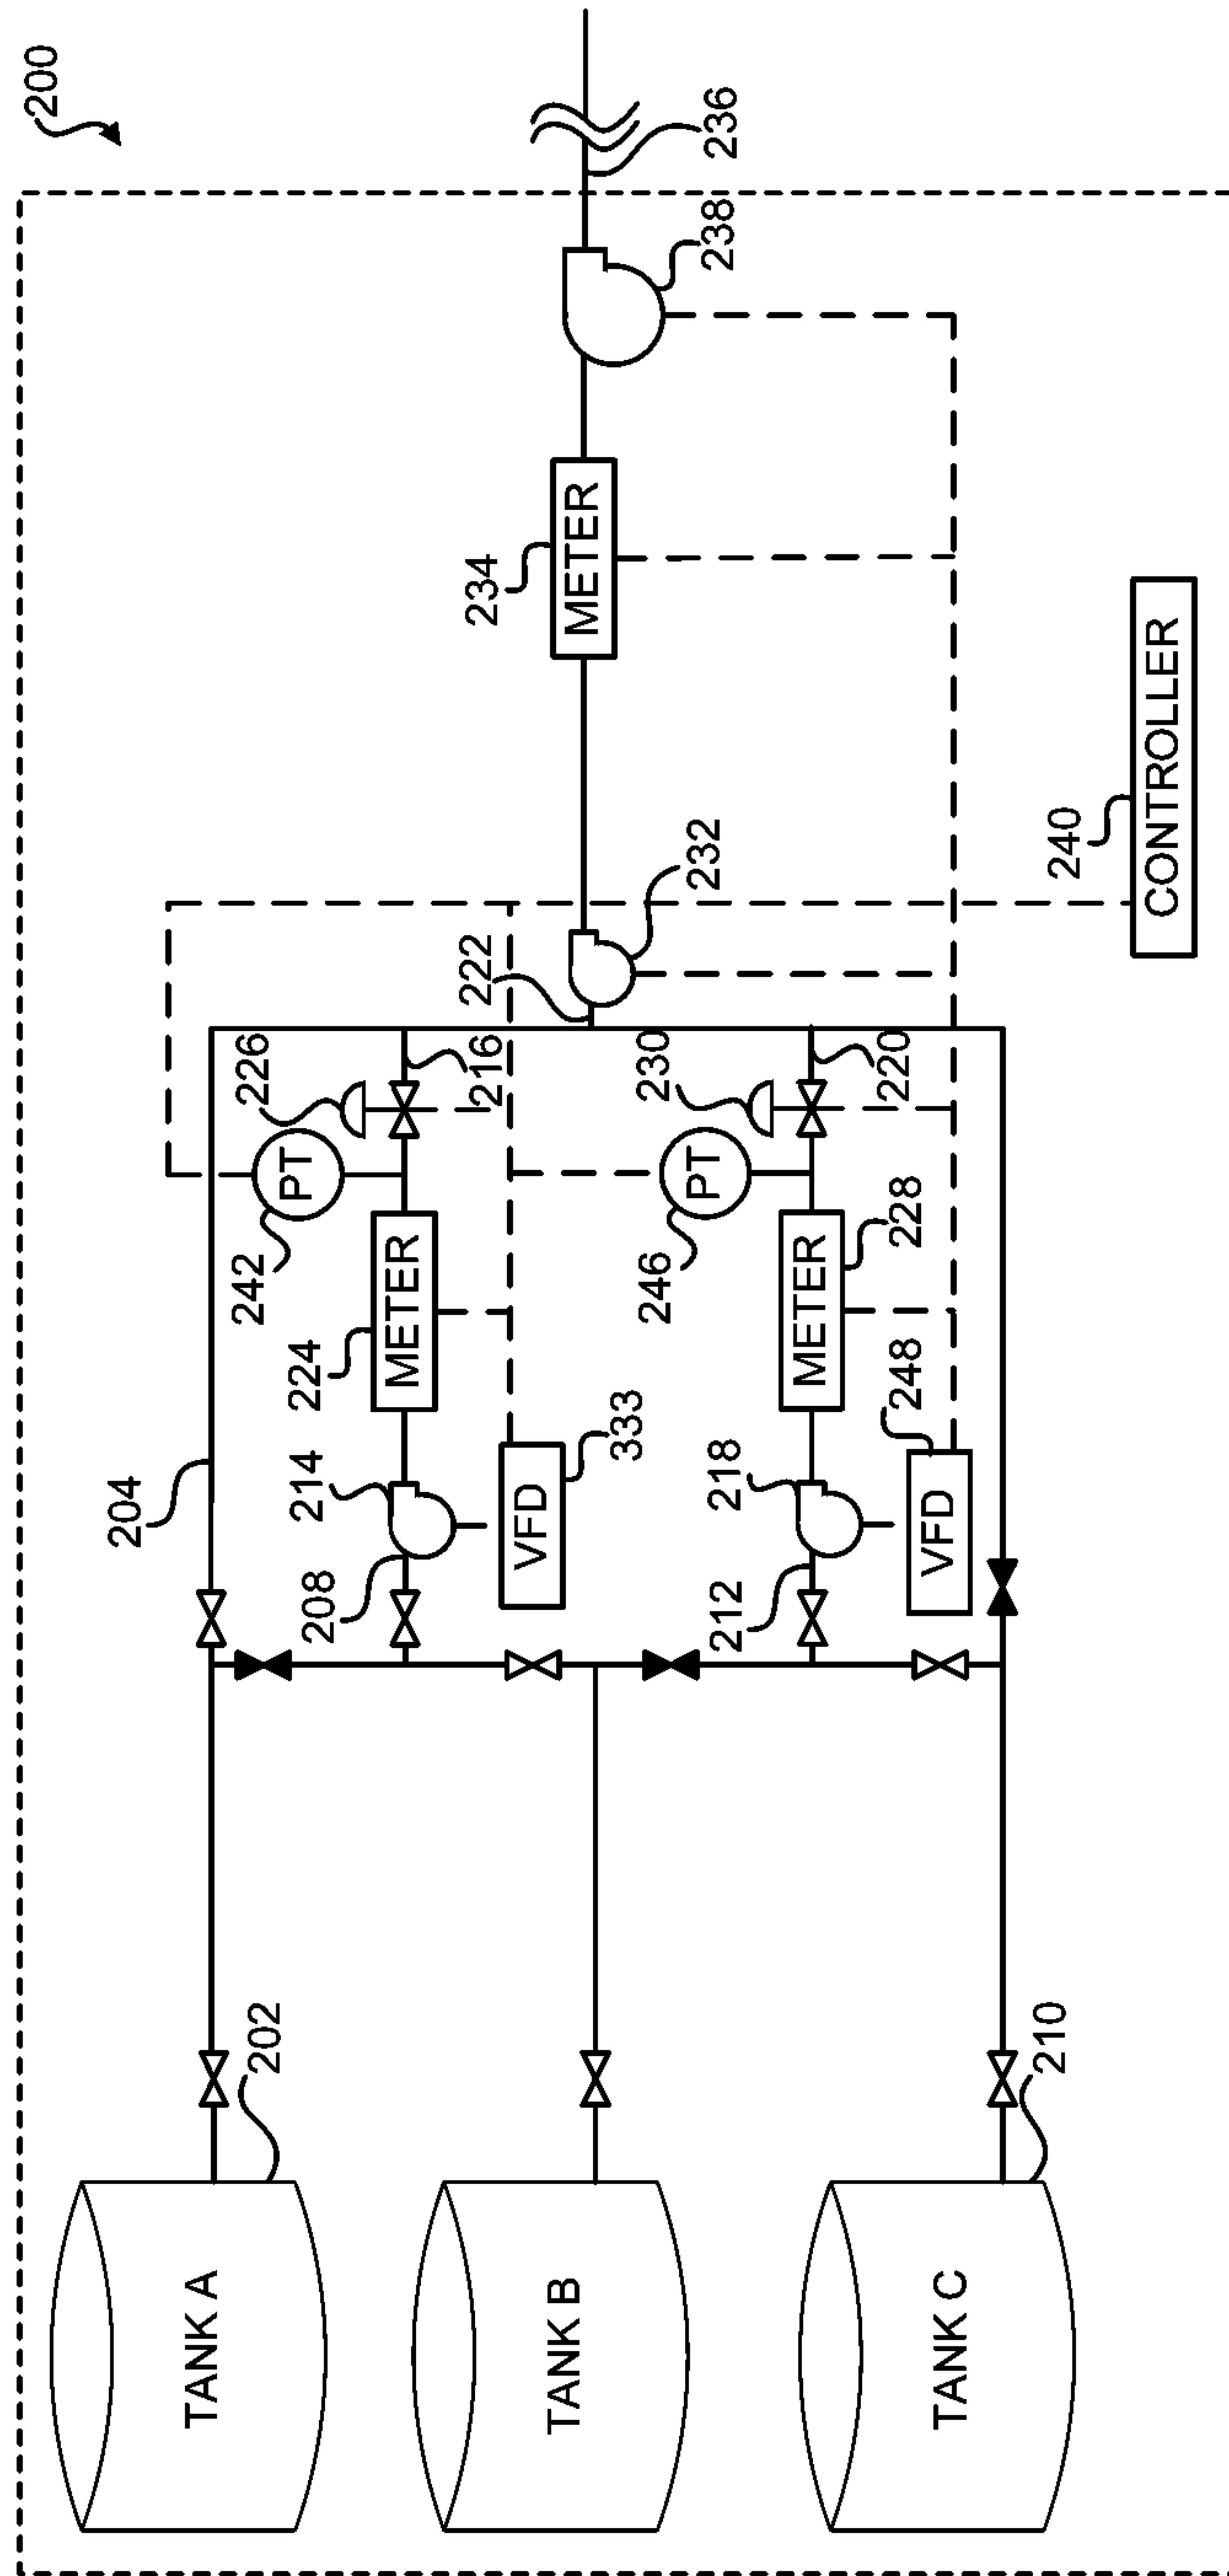 200
204
226
242
PT
216
224
METER
214
208
VFD
333
222
232
234
METER
238
236
230
246
PT
220
228
METER
218
212
VFD
248
240
CONTROLLER
TANK A
202
TANK B
TANK C
210